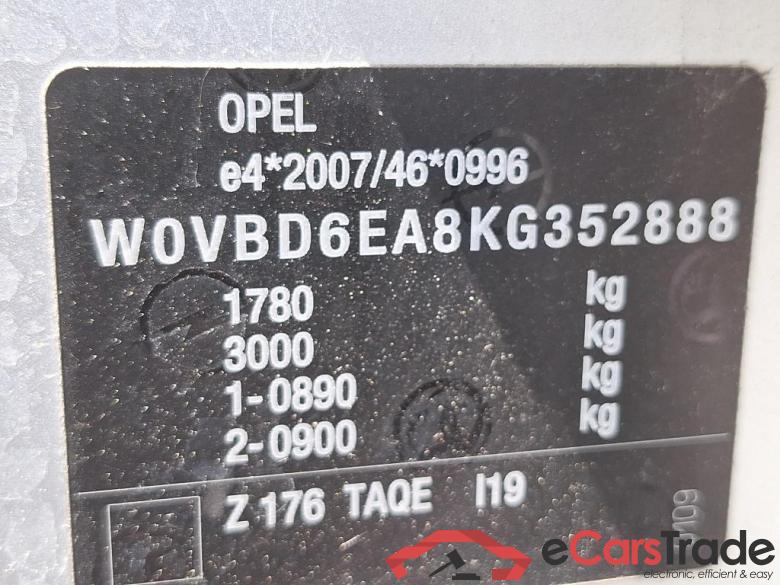 OPEL
e4*2007/46*0996
W0VBD6EA8KG352888
1780 kg
3000 kg
1-0890 kg
2-0900 kg
Z 176 TAQE I19
eCarsTrade
electronic, efficient & easy